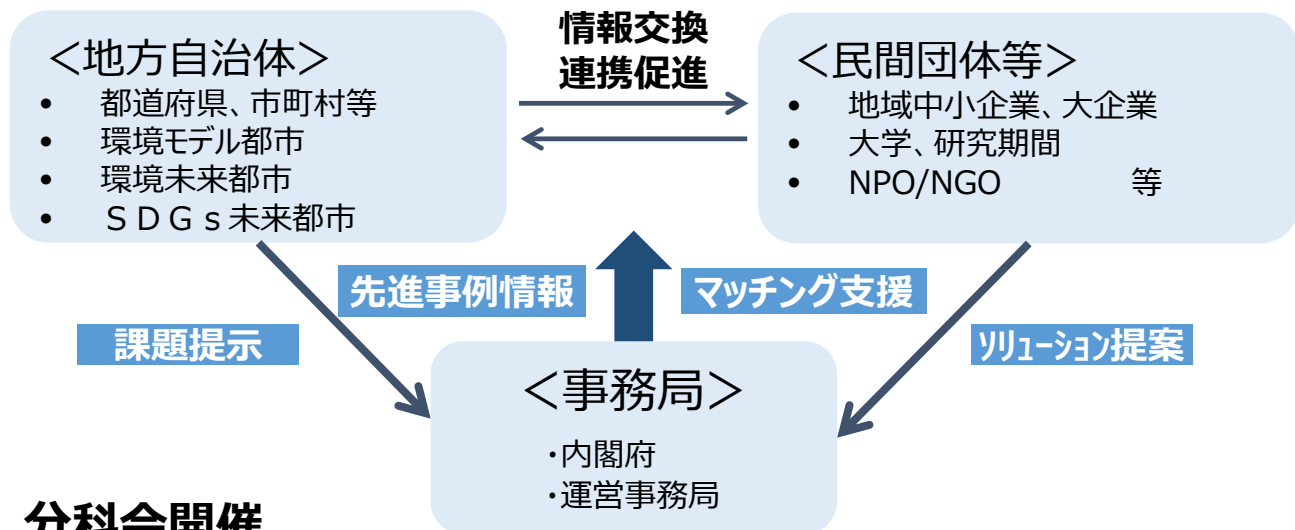 情報交換
連携促進
＜地方自治体＞
• 都道府県、市町村等
• 環境モデル都市
• 環境未来都市
• ＳＤＧｓ未来都市
＜民間団体等＞
• 地域中小企業、大企業
• 大学、研究期間
• NPO/NGO 等
先進事例情報
マッチング支援
課題提示
ソリューション提案
＜事務局＞
・内閣府
・運営事務局
分科会開催